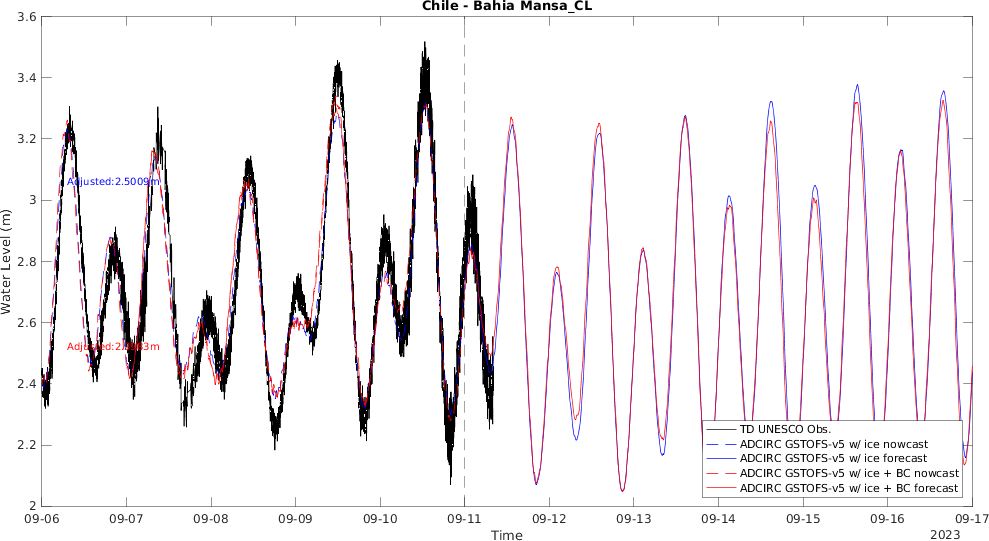 Chile - Bahia Mansa_CL
Water Level (m)
3.6
3.4
3.2
3
2.8
2.6
2.4
2.2
2
Adjusted:2.5009m
TD UNESCO Obs.
ADCIRC GSTOFS-v5 w/ ice nowcast
ADCIRC GSTOFS-v5 w/ ice forecast
ADCIRC GSTOFS-v5 w/ ice + BC nowcast
ADCIRC GSTOFS-v5 w/ ice + BC forecast
09-06 09-07 09-08 09-09 09-10 09-11 09-12 09-13 09-14 09-15 09-16 09-17
Time
2023